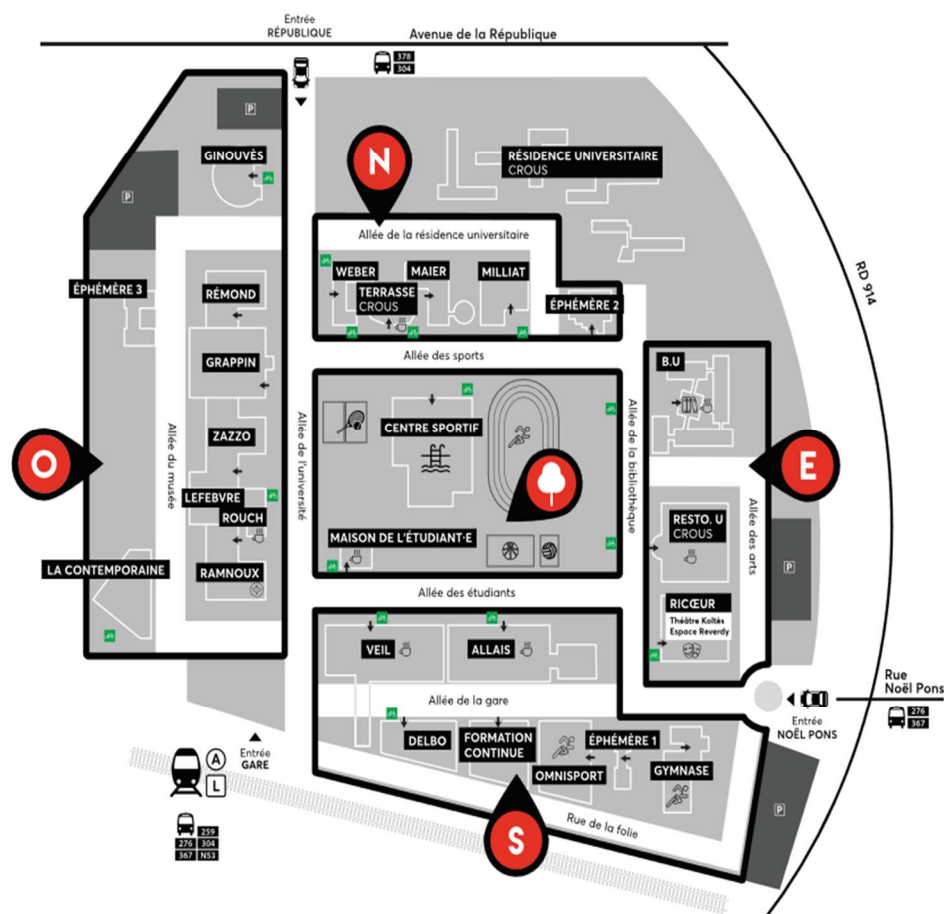 Entrée
RÉPUBLIQUE
Avenue de la République
378
304
P
GINOUVÈS
P
N
RÉSIDENCE UNIVERSITAIRE
CROUS
Allée de la résidence universitaire
WEBER
MAIER
MILLIAT
TERRASSE
CROUS
ÉPHÉMÈRE 2
RD 914
ÉPHÉMÈRE 3
RÉMOND
GRAPPIN
Allée des sports
B.U
ZAZZO
CENTRE SPORTIF
O
E
Allée du musée
Allée de l'université
Allée de la bibliothèque
Allée des arts
LEFEBVRE
ROUCH
RESTO. U
CROUS
MAISON DE L'ÉTUDIANT·E
LA CONTEMPORAINE
RAMNOUX
P
Allée des étudiants
RICŒUR
Théâtre Koltès
Espace Reverdy
VEIL
ALLAIS
Rue
Noël Pons
Allée de la gare
276
367
Entrée
NOËL PONS
Entrée
GARE
DELBO
FORMATION
CONTINUE
ÉPHÉMÈRE 1
OMNISPORT
GYMNASE
A
L
P
Rue de la folie
S
259
276 304
367 N53